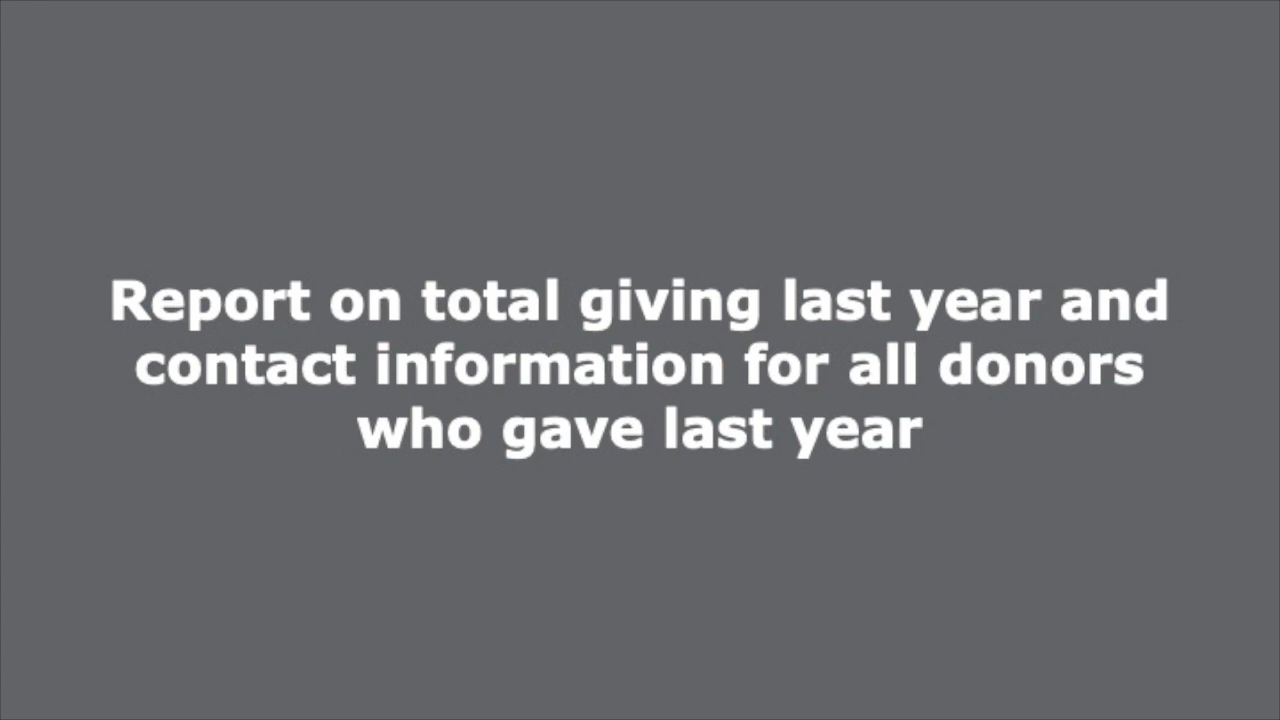 Report on total giving last year and
contact information for all donors
who gave last year